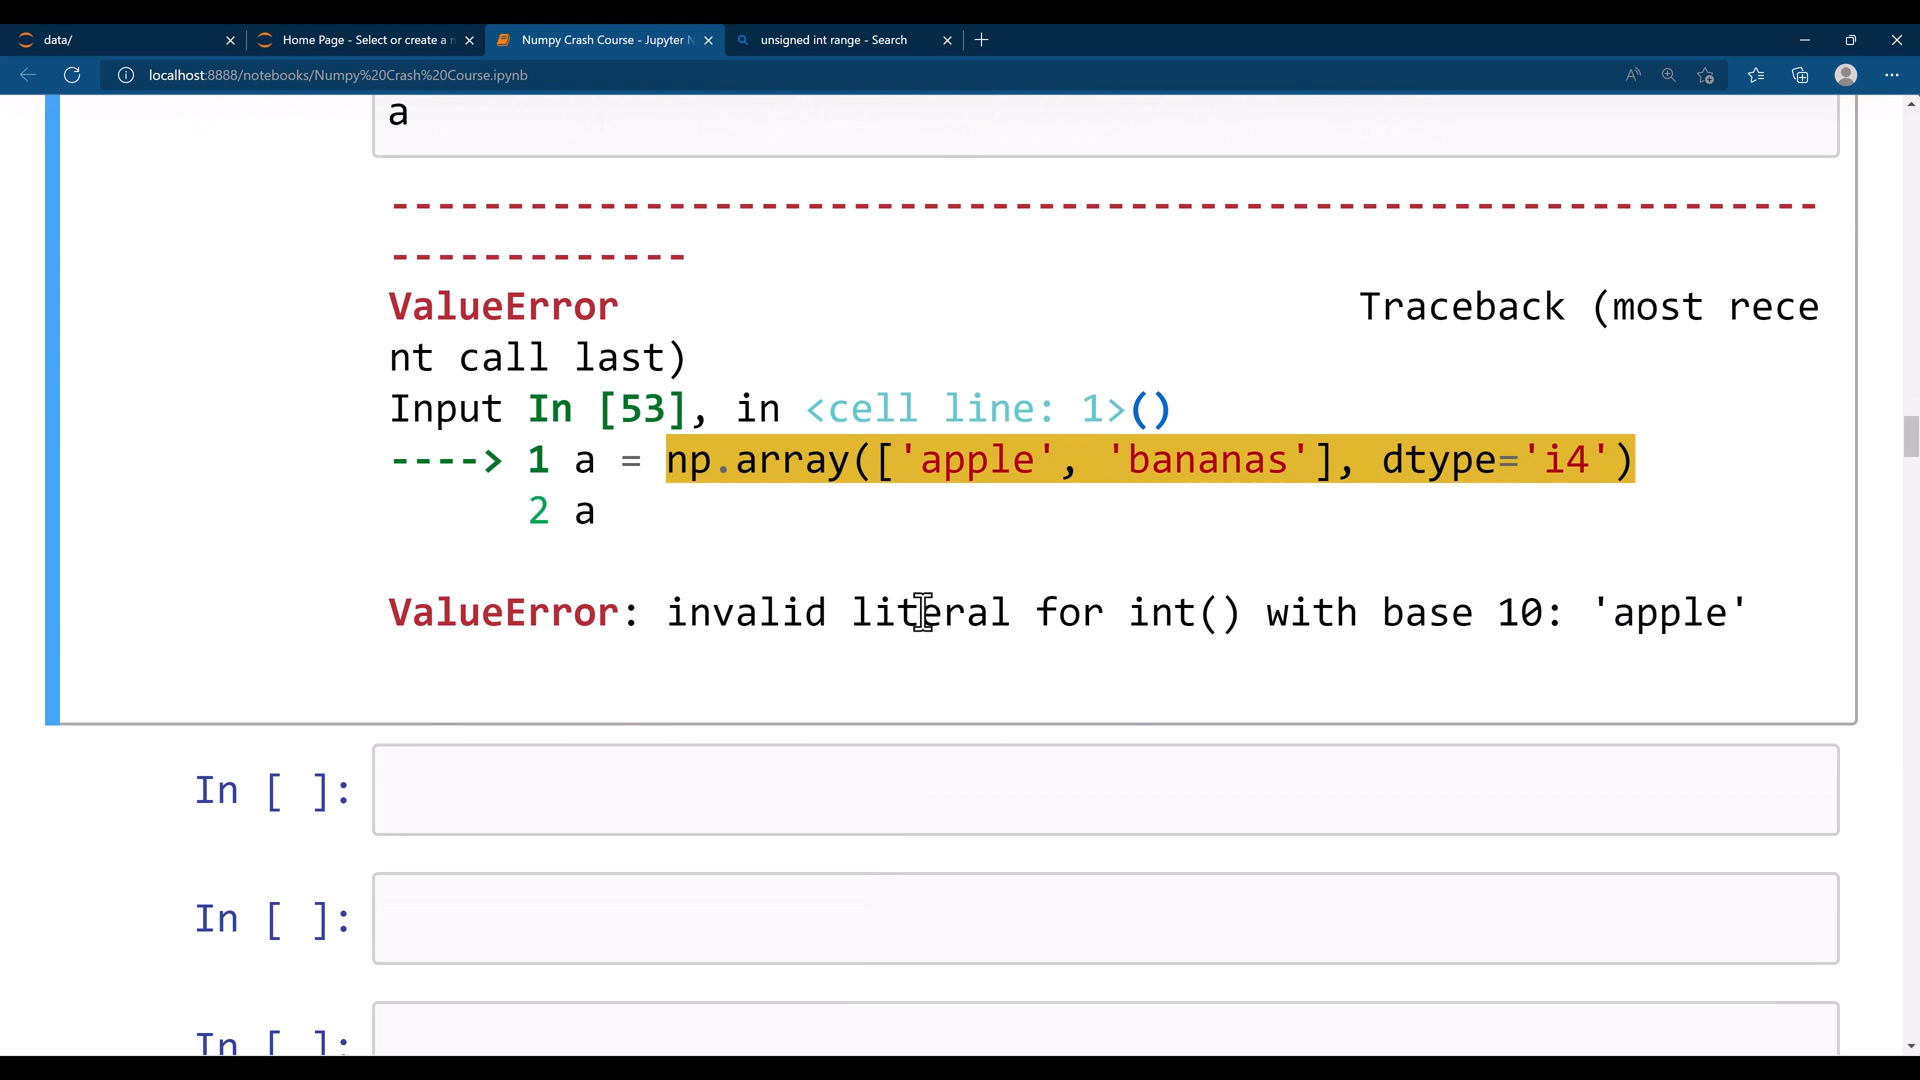 data/
Home Page - Select or create a n
Numpy Crash Course - Jupyter N
unsigned int range - Search
localhost:8888/notebooks/Numpy%20Crash%20Course.ipynb
a
---------------------------------------------------------------------------
ValueError Traceback (most rece
nt call last)
Input In [53], in <cell line: 1>()
----> 1 a = np.array(['apple', 'bananas'], dtype='i4')
2 a
ValueError: invalid literal for int() with base 10: 'apple'
In [ ]:
In [ ]:
In [ ]: